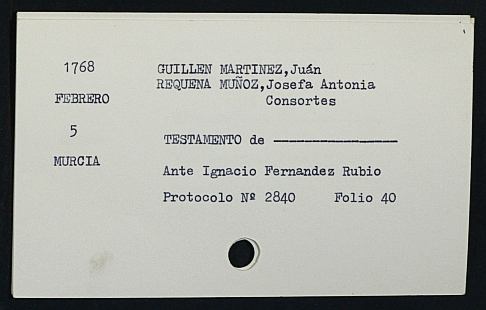 1768
GUILLEN MARTINEZ,Juán
REQUENA MUÑOZ,Josefa Antonia
FEBRERO
Consortes
5
TESTAMENTO de ----------------
MURCIA
Ante Ignacio Fernandez Rubio
Protocolo Nº 2840 Folio 40